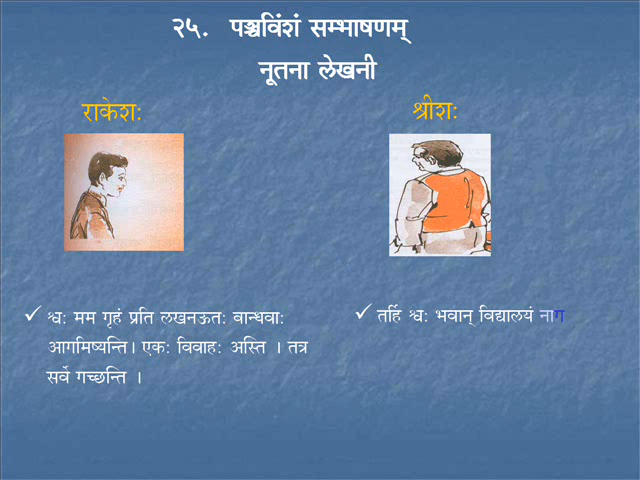 २५. पञ्चविंशं सम्भाषणम्
नूतना लेखनी
राकेशः
श्रीशः
श्वः मम गृहं प्रति लखनऊतः बान्धवाः
आगमिष्यन्ति। एकः विवाहः अस्ति । तत्र
सर्वे गच्छन्ति ।
तर्हि श्वः भवान् विद्यालयं नाग